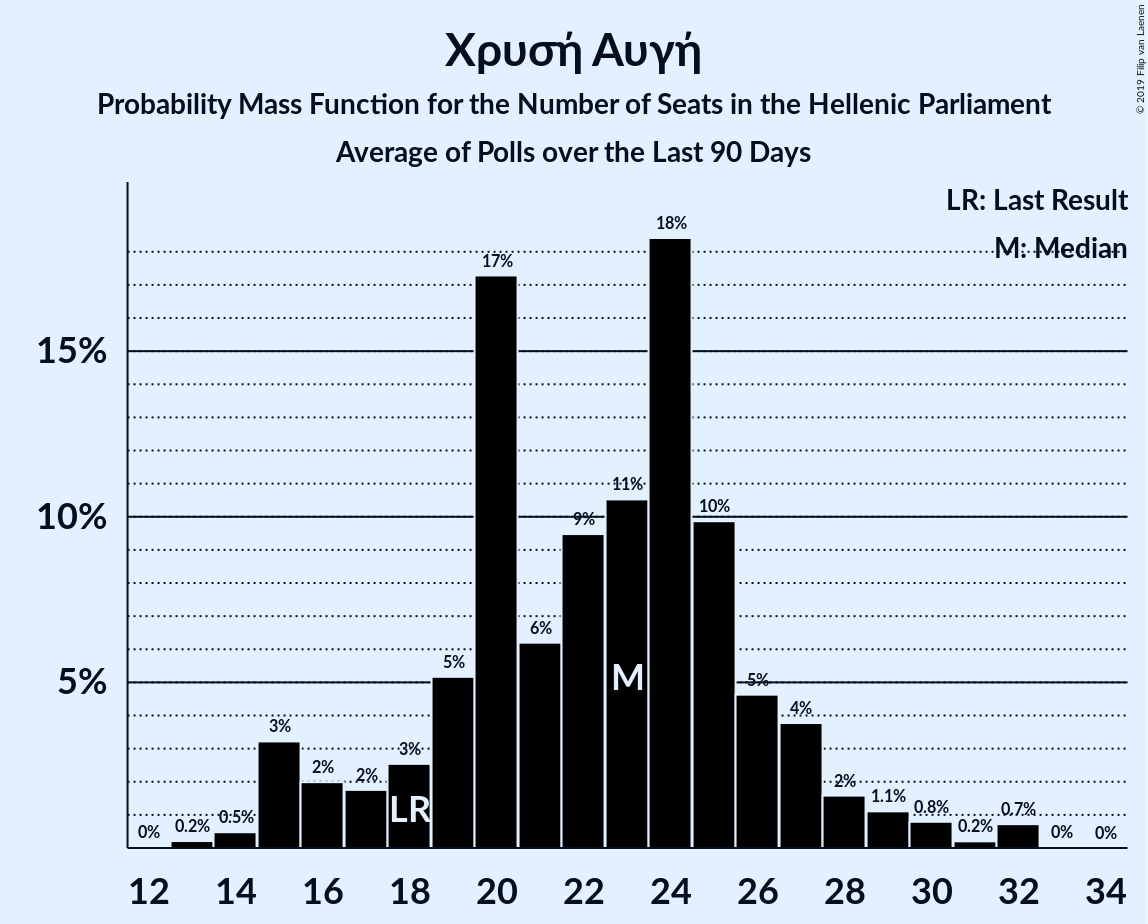 Χρυσή Αυγή
Probability Mass Function for the Number of Seats in the Hellenic Parliament
Average of Polls over the Last 90 Days
© 2019 Filip van Laenen
LR: Last Result
M: Median
15%
10%
5%
0%
0.2%
0.5%
3%
2%
2%
3%
5%
17%
6%
9%
11%
18%
10%
5%
4%
2%
1.1%
0.8%
0.2%
0.7%
0%
0%
LR
M
12 14 16 18 20 22 24 26 28 30 32 34